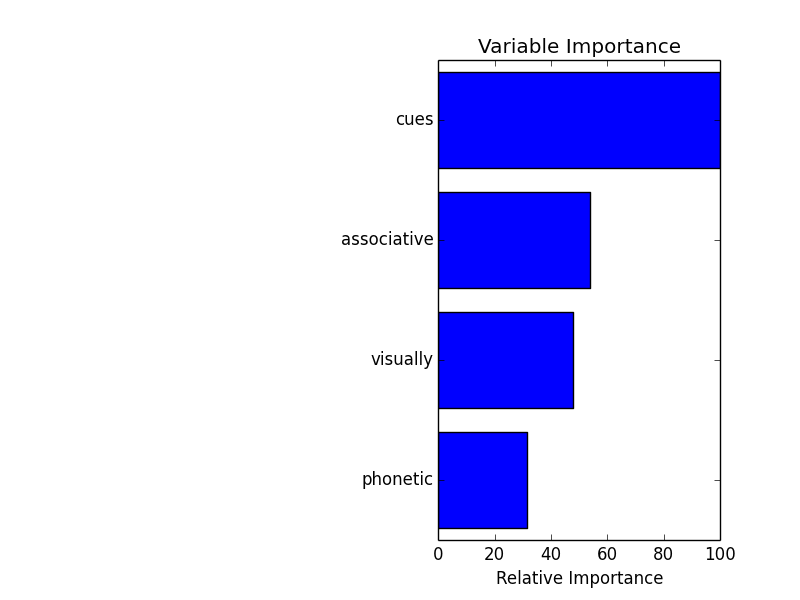 Variable Importance
cues
associative
visually
phonetic
0 20 40 60 80 100
Relative Importance